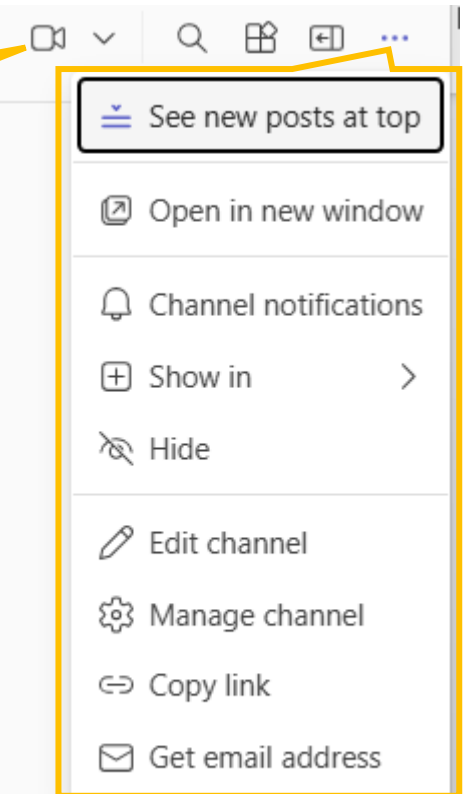 See new posts at top
Open in new window
Channel notifications
Show in
Hide
Edit channel
Manage channel
Copy link
Get email address